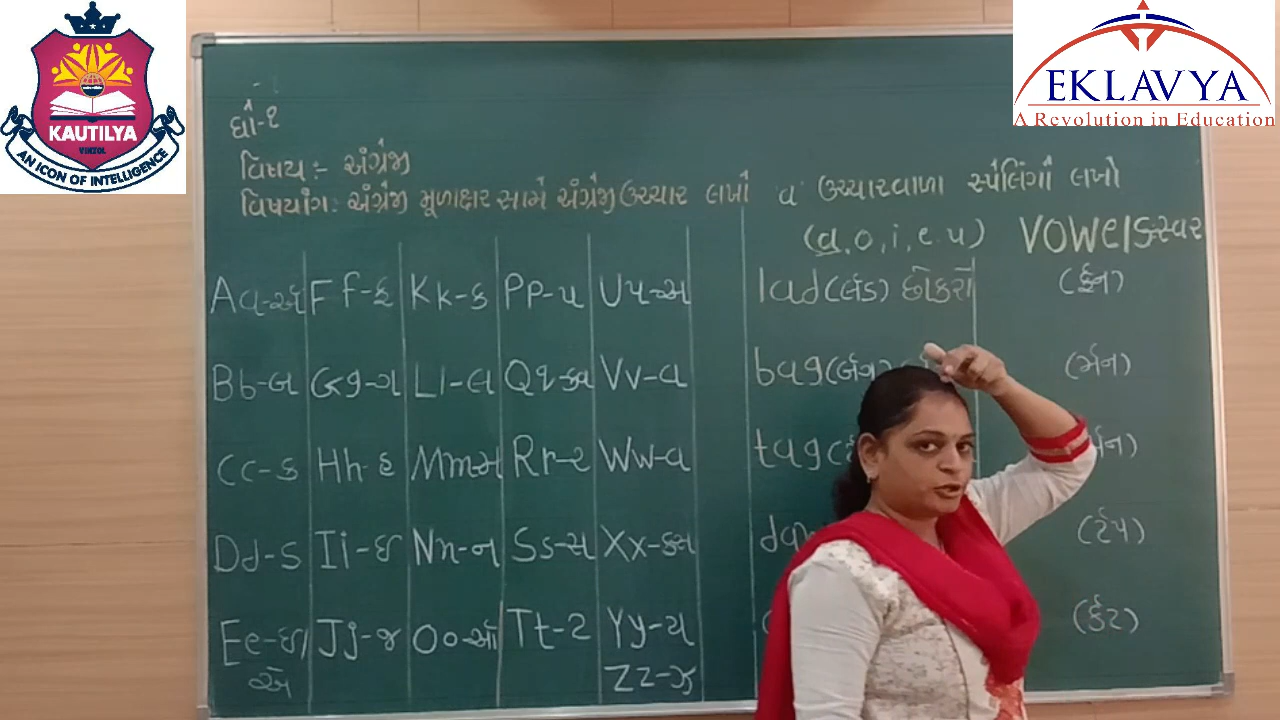 KAUTILYA
VINZOL
AN ICON OF INTELLIGENCE
EKLAVYA
A Revolution in Education
ધો-૧
વિષય:- અંગ્રેજી
વિષયાંગ: અંગ્રેજી મૂળાક્ષર સામે અંગ્રેજી ઉચ્ચાર લખો
a ઉચ્ચારવાળા સ્પેલિંગો લખો
(a, o, i, e, u) VOWEL સ્વર
Aa-ઍ Ff-ફ Kk-ક Pp-પ Uu-અ
Bb-બ Gg-ગ Ll-લ Qq-ક્વ Vv-વ
Cc-ક Hh-હ Mm-મ Rr-ર Ww-વ
Dd-ડ Ii-ઇ Nn-ન Ss-સ Xx-ક્સ
Ee-ઇ Jj-જ Oo-ઑ Tt-ટ Yy-ય
એ Zz-ઝ
lad (લૅડ) છોકરો (ફૅન)
bag (બૅગ) (મૅન)
tag
(ટૅપ)
(કૅટ)